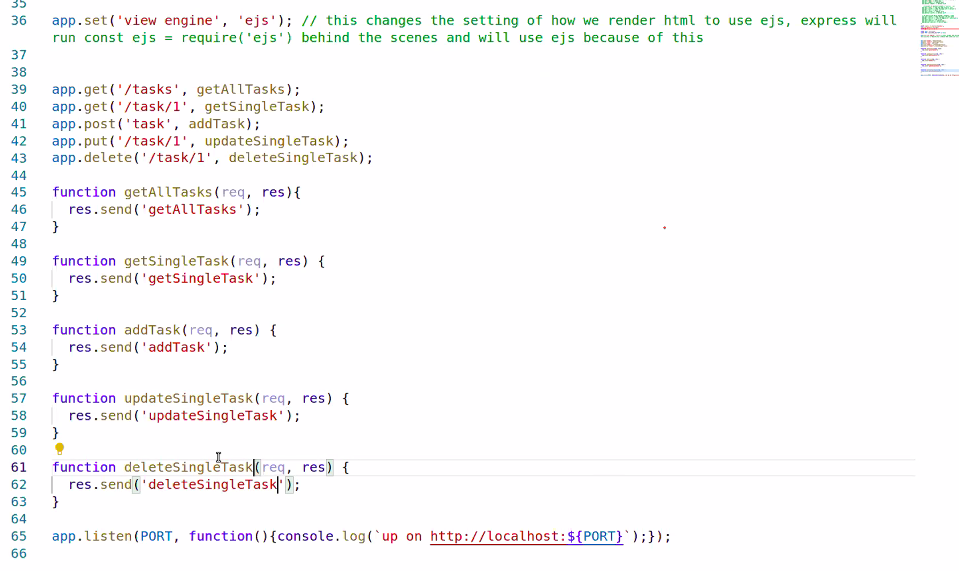 35
36 app.set('view engine', 'ejs'); // this changes the setting of how we render html to use ejs, express will
run const ejs = require('ejs') behind the scenes and will use ejs because of this
37
38
39 app.get('/tasks', getAllTasks);
40 app.get('/task/1', getSingleTask);
41 app.post('task', addTask);
42 app.put('/task/1', updateSingleTask);
43 app.delete('/task/1', deleteSingleTask);
44
45 function getAllTasks(req, res){
46 res.send('getAllTasks');
47 }
48
49 function getSingleTask(req, res) {
50 res.send('getSingleTask');
51 }
52
53 function addTask(req, res) {
54 res.send('addTask');
55 }
56
57 function updateSingleTask(req, res) {
58 res.send('updateSingleTask');
59 }
60
61 function deleteSingleTask(req, res) {
62 res.send('deleteSingleTask');
63 }
64
65 app.listen(PORT, function(){console.log(`up on http://localhost:${PORT}`);});
66